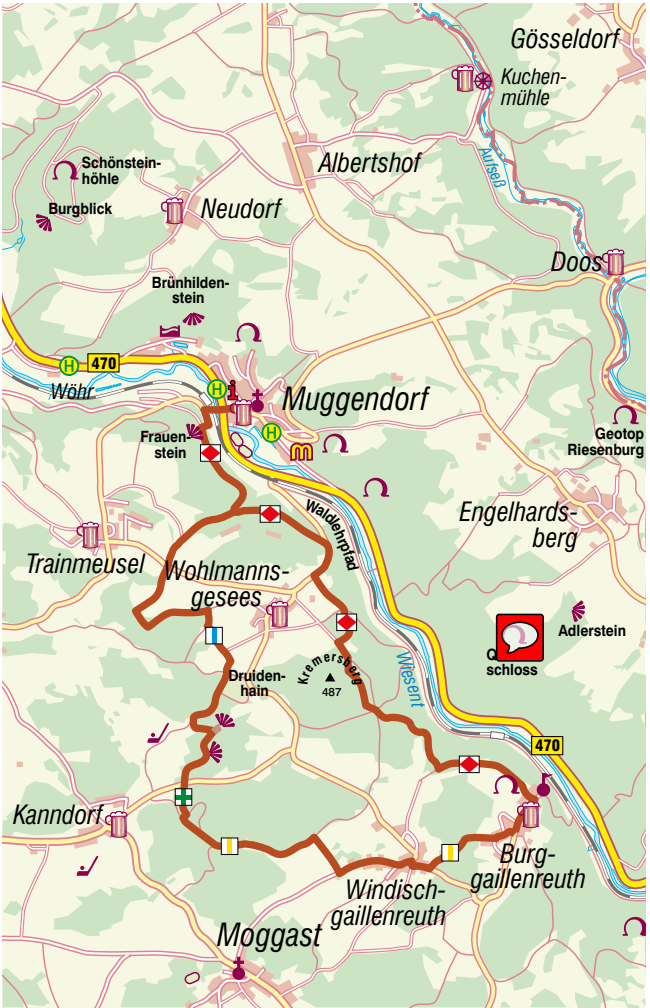 Gösseldorf
Kuchen-
mühle
Aufseß
Albertshof
Schönstein-
höhle
Burgblick
Neudorf
Doos
Brünhilden-
stein
H
470
Wöhr
H
i
Muggendorf
H
m
Frauen-
stein
Geotop
Riesenburg
Waldlehrpfad
Engelhards-
berg
Trainmeusel
Wohlmanns-
gesees
Adlerstein
schloss
Druiden-
hain
Kremersberg
487
Wiesent
470
Kanndorf
Burg-
gaillenreuth
Windisch-
gaillenreuth
Moggast